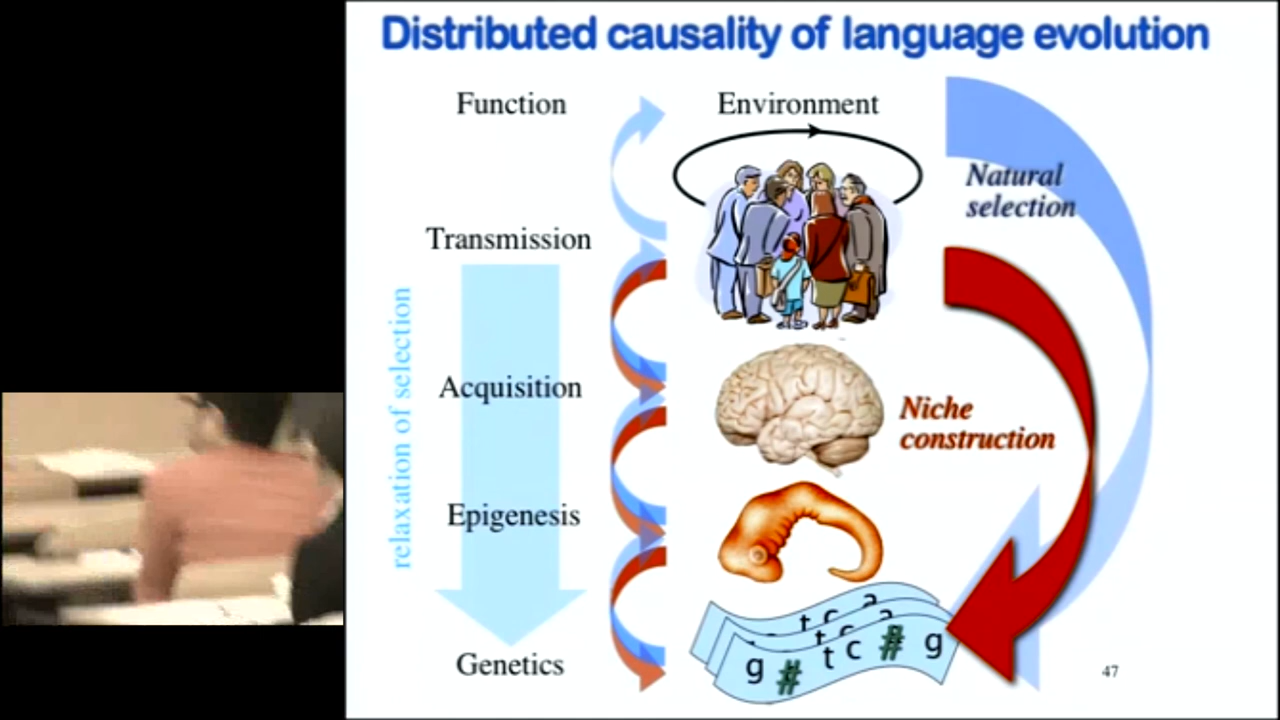 Distributed causality of language evolution
Function
Environment
Natural
selection
Transmission
relaxation of selection
Acquisition
Niche
construction
Epigenesis
t c a
t c a
g # t c # g
Genetics
47